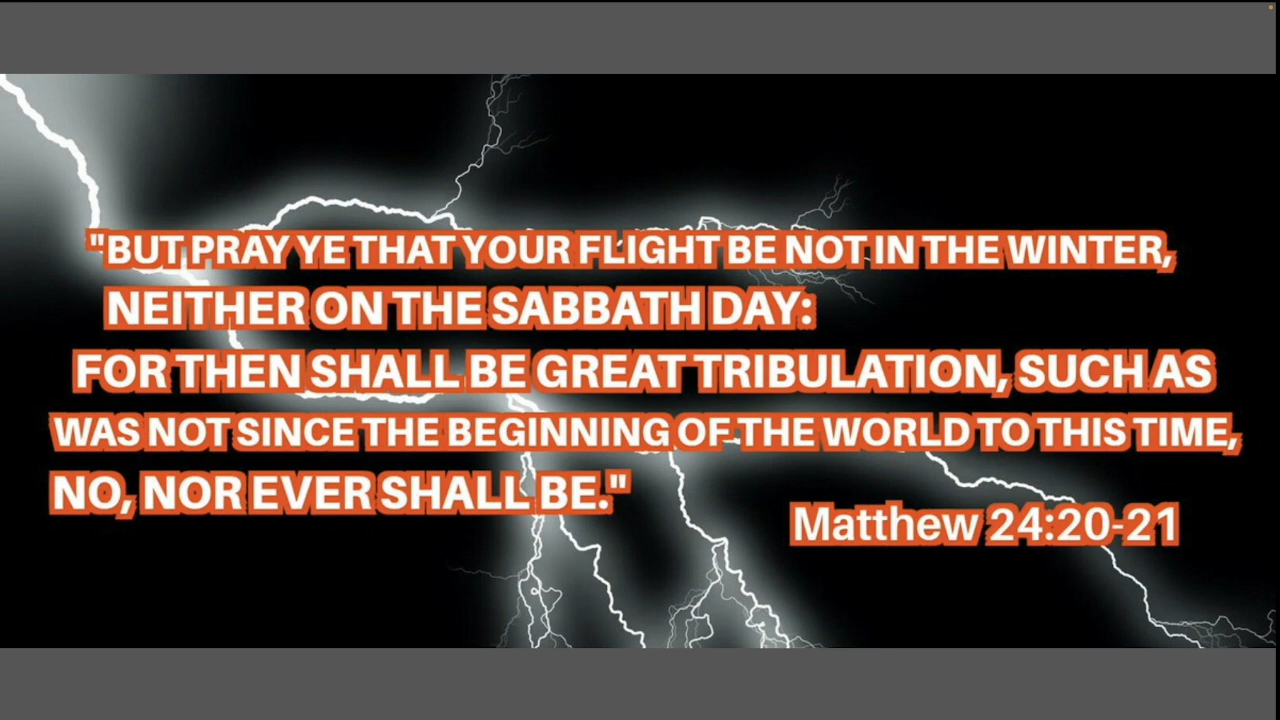 "BUT PRAY YE THAT YOUR FLIGHT BE NOT IN THE WINTER,
NEITHER ON THE SABBATH DAY:
FOR THEN SHALL BE GREAT TRIBULATION, SUCH AS
WAS NOT SINCE THE BEGINNING OF THE WORLD TO THIS TIME,
NO, NOR EVER SHALL BE."
Matthew 24:20-21